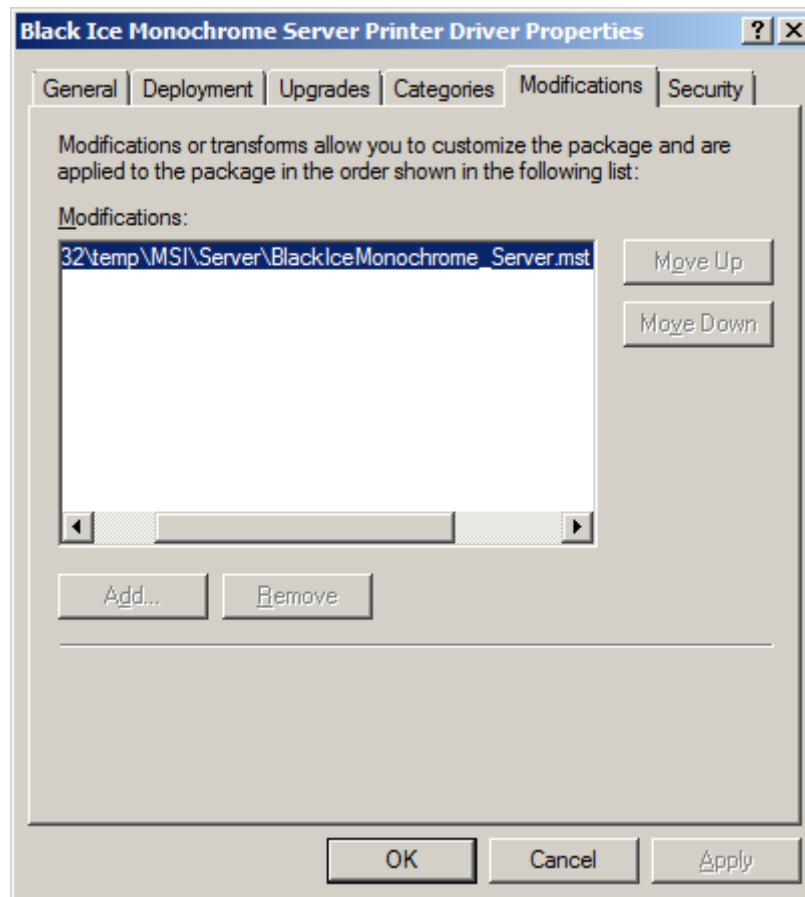 Black Ice Monochrome Server Printer Driver Properties
General Deployment Upgrades Categories Modifications Security
Modifications or transforms allow you to customize the package and are
applied to the package in the order shown in the following list:
Modifications:
32\temp\MSI\Server\BlackIceMonochrome_Server.mst
Move Up
Move Down
Add... Remove
OK Cancel Apply